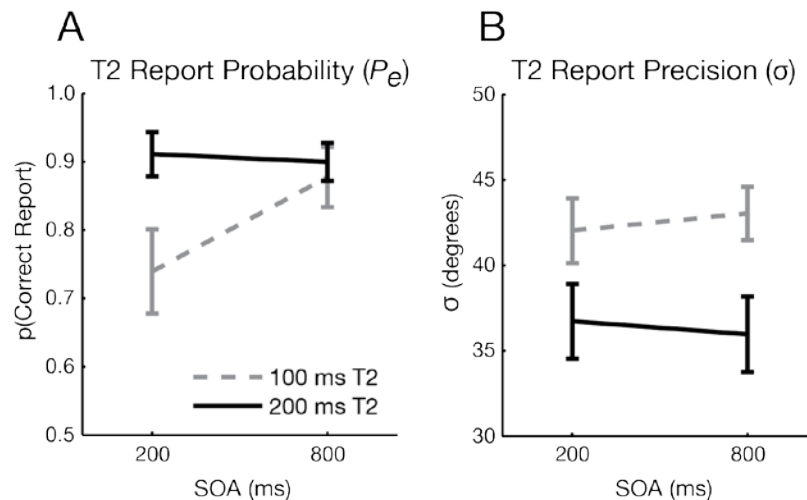 A
T2 Report Probability (Pe)
p(Correct Report)
1.0
0.9
0.8
0.7
0.6
0.5
100 ms T2
200 ms T2
200
800
SOA (ms)
B
T2 Report Precision (σ)
σ (degrees)
50
45
40
35
30
200
800
SOA (ms)